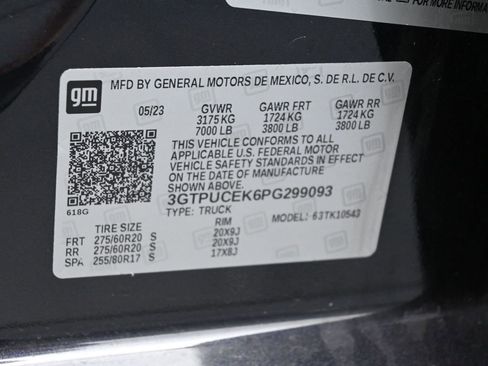 FOR MORE INFORMA
gm
MFD BY GENERAL MOTORS DE MEXICO, S. DE R.L. DE C.V.
05/23 GVWR GAWR FRT GAWR RR
3175 KG 1724 KG 1724 KG
7000 LB 3800 LB 3800 LB
THIS VEHICLE CONFORMS TO ALL
APPLICABLE U.S. FEDERAL MOTOR
VEHICLE SAFETY STANDARDS IN EFFECT
ON THE DATE OF MANUFACTURE SHOWN ABOVE.
3GTPUCEK6PG299093
618G
TYPE: TRUCK MODEL: 63TK10543
TIRE SIZE RIM
FRT 275/60R20 S 20X9J
RR 275/60R20 S 20X9J
SPA 255/80R17 S 17X8J